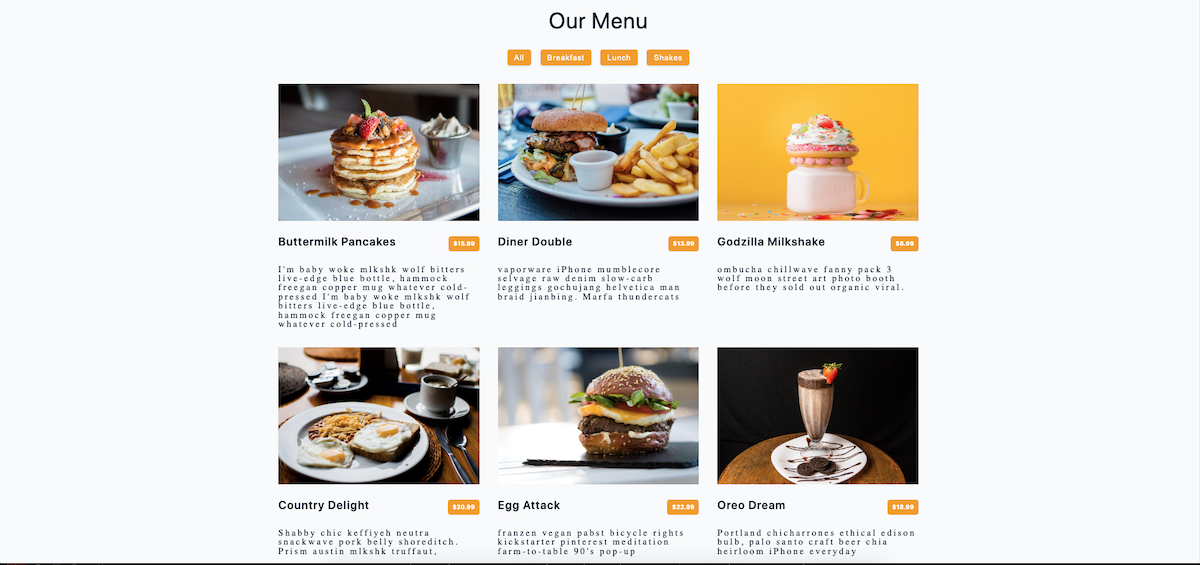 Our Menu
All Breakfast Lunch Shakes
Buttermilk Pancakes $15.99
I'm baby woke mlkshk wolf bitters
live-edge blue bottle, hammock
freegan copper mug whatever cold-
pressed I'm baby woke mlkshk wolf
bitters live-edge blue bottle,
hammock freegan copper mug
whatever cold-pressed
Diner Double $13.99
vaporware iPhone mumblecore
selvage raw denim slow-carb
leggings gochujang helvetica man
braid jianbing. Marfa thundercats
Godzilla Milkshake $6.99
ombucha chillwave fanny pack 3
wolf moon street art photo booth
before they sold out organic viral.
Country Delight $20.99
Shabby chic keffiyeh neutra
snackwave pork belly shoreditch.
Prism austin mlkshk truffaut,
Egg Attack $22.99
franzen vegan pabst bicycle rights
kickstarter pinterest meditation
farm-to-table 90's pop-up
Oreo Dream $18.99
Portland chicharrones ethical edison
bulb, palo santo craft beer chia
heirloom iPhone everyday